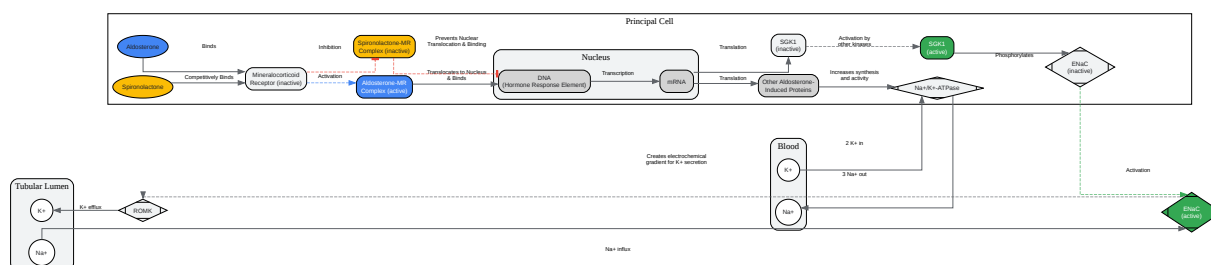 Principal Cell
Aldosterone
Binds
Inhibition
Spironolactone-MR
Complex (inactive)
Prevents Nuclear
Translocation & Binding
Nucleus
Translation
SGK1
(inactive)
Activation by
other kinases
SGK1
(active)
Phosphorylates
ENaC
(inactive)
Spironolactone
Competitively Binds
Mineralocorticoid
Receptor (inactive)
Activation
Aldosterone-MR
Complex (active)
Translocates to Nucleus
& Binds
DNA
(Hormone Response Element)
Transcription
mRNA
Translation
Other Aldosterone-
Induced Proteins
Increases synthesis
and activity
Na+/K+-ATPase
Blood
2 K+ in
Creates electrochemical
gradient for K+ secretion
K+
3 Na+ out
Activation
Tubular Lumen
K+
K+ efflux
ROMK
Na+
ENaC
(active)
Na+
Na+ influx